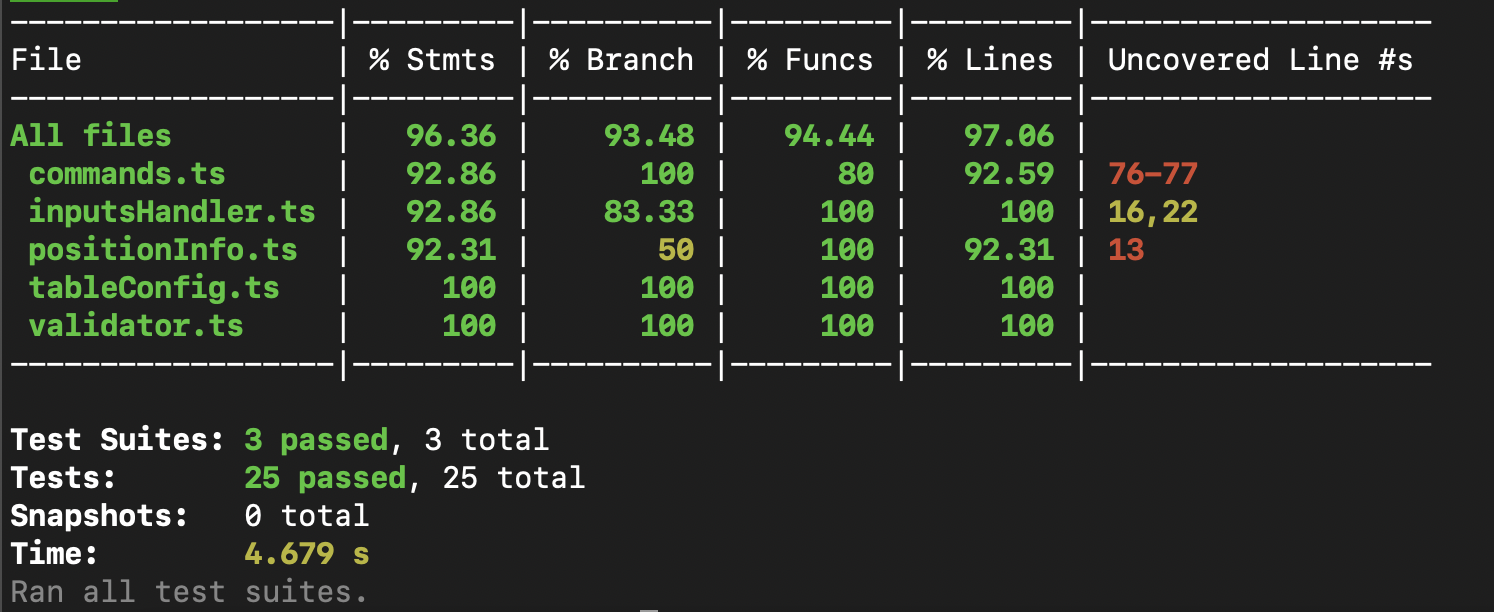 -----------------|---------|----------|---------|---------|-------------------
File | % Stmts | % Branch | % Funcs | % Lines | Uncovered Line #s
-----------------|---------|----------|---------|---------|-------------------
All files | 96.36 | 93.48 | 94.44 | 97.06 |
commands.ts | 92.86 | 100 | 80 | 92.59 | 76-77
inputsHandler.ts | 92.86 | 83.33 | 100 | 100 | 16,22
positionInfo.ts | 92.31 | 50 | 100 | 92.31 | 13
tableConfig.ts | 100 | 100 | 100 | 100 |
validator.ts | 100 | 100 | 100 | 100 |
-----------------|---------|----------|---------|---------|-------------------
Test Suites: 3 passed, 3 total
Tests: 25 passed, 25 total
Snapshots: 0 total
Time: 4.679 s
Ran all test suites.